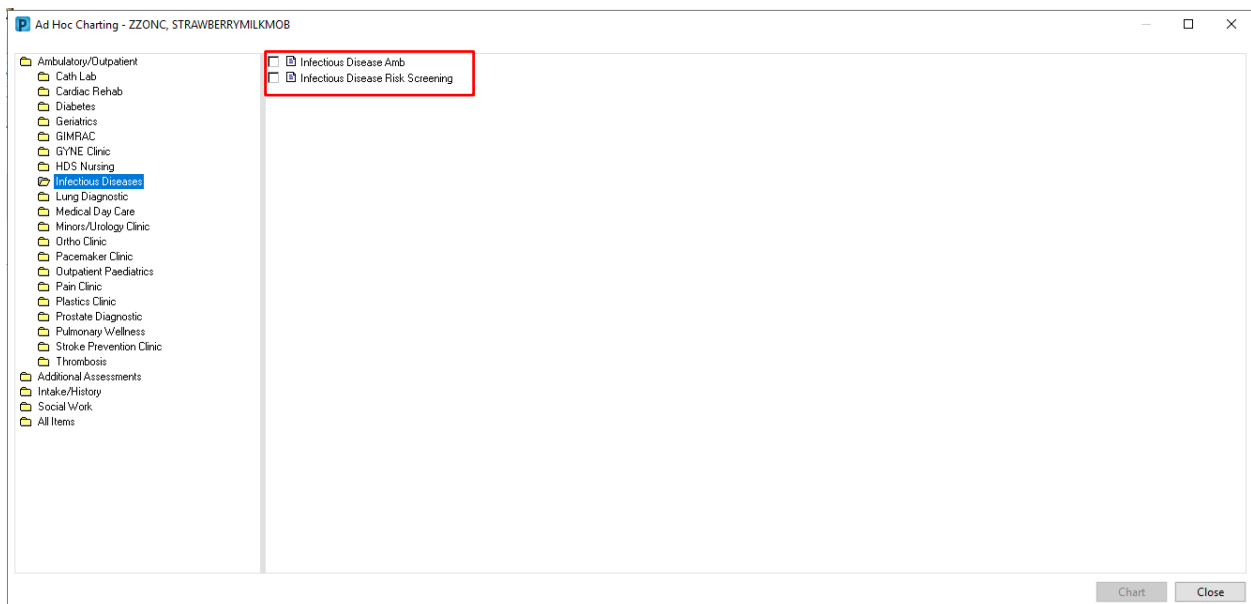 Ad Hoc Charting - ZZONC, STRAWBERRYMILKMOB
Ambulatory/Outpatient
Cath Lab
Cardiac Rehab
Diabetes
Geriatrics
GIMRAC
GYNE Clinic
HDS Nursing
Infectious Diseases
Lung Diagnostic
Medical Day Care
Minors/Urology Clinic
Ortho Clinic
Pacemaker Clinic
Outpatient Paediatrics
Pain Clinic
Plastics Clinic
Prostate Diagnostic
Pulmonary Wellness
Stroke Prevention Clinic
Thrombosis
Additional Assessments
Intake/History
Social Work
All Items
Infectious Disease Amb
Infectious Disease Risk Screening
Chart
Close